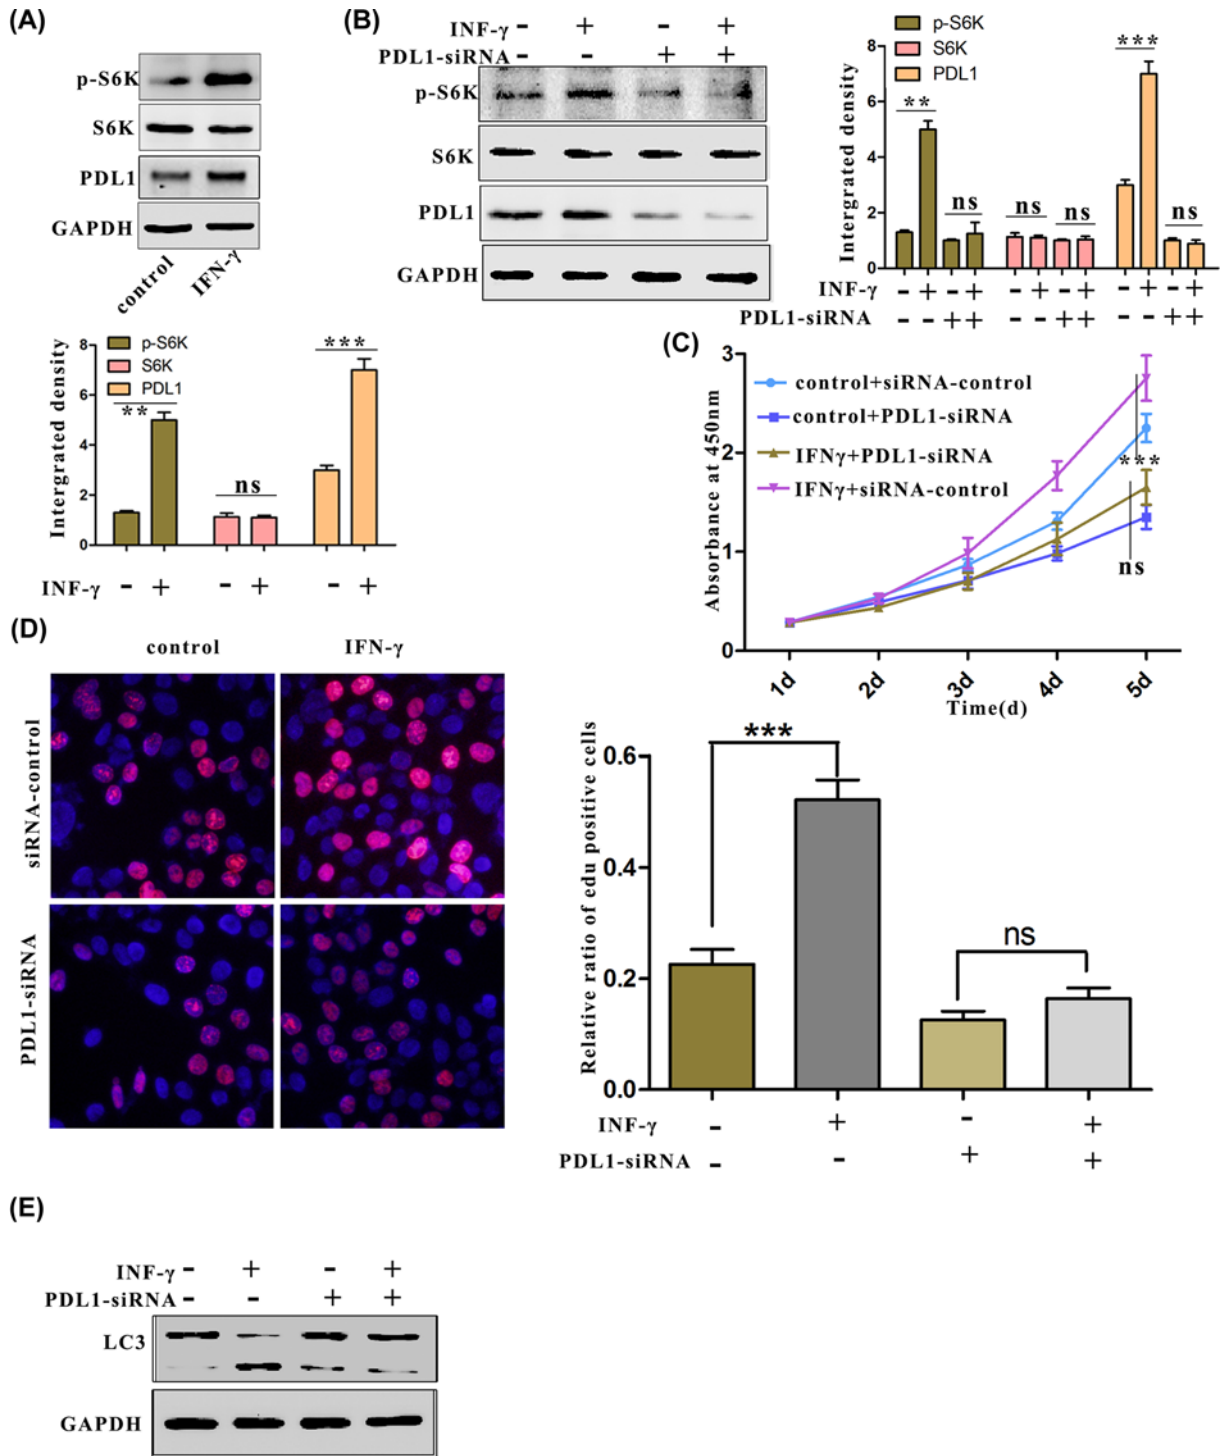 (A)
p-S6K
S6K
PDL1
GAPDH
control
IFN-γ
p-S6K
S6K
PDL1
Intergrated density
8
6
4
2
0
**
ns
***
INF-γ - + - + - +
(B)
INF-γ - + - +
PDL1-siRNA - - + +
p-S6K
S6K
PDL1
GAPDH
p-S6K
S6K
PDL1
Intergrated density
8
6
4
2
0
**
ns
ns
ns
***
ns
INF-γ - + - + - + - + - + - +
PDL1-siRNA - - + + - - + + - - + +
(C)
Absorbance at 450nm
3
2
1
0
control+siRNA-control
control+PDL1-siRNA
IFNγ+PDL1-siRNA
IFNγ+siRNA-control
***
ns
1d 2d 3d 4d 5d
Time(d)
(D)
control IFN-γ
siRNA-control
PDL1-siRNA
Relative ratio of edu positive cells
0.6
0.4
0.2
0.0
***
ns
INF-γ - + - +
PDL1-siRNA - - + +
(E)
INF-γ - + - +
PDL1-siRNA - - + +
LC3
GAPDH